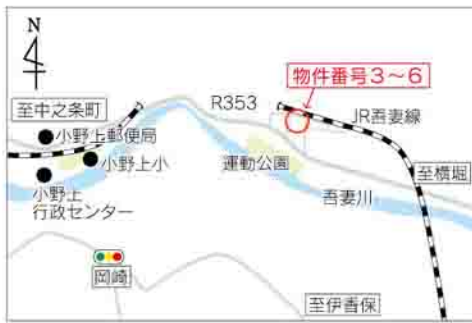 N
物件番号3～6
至中之条町
R353
JR吾妻線
小野上郵便局
小野上小
運動公園
至横堀
小野上
行政センター
吾妻川
岡崎
至伊香保